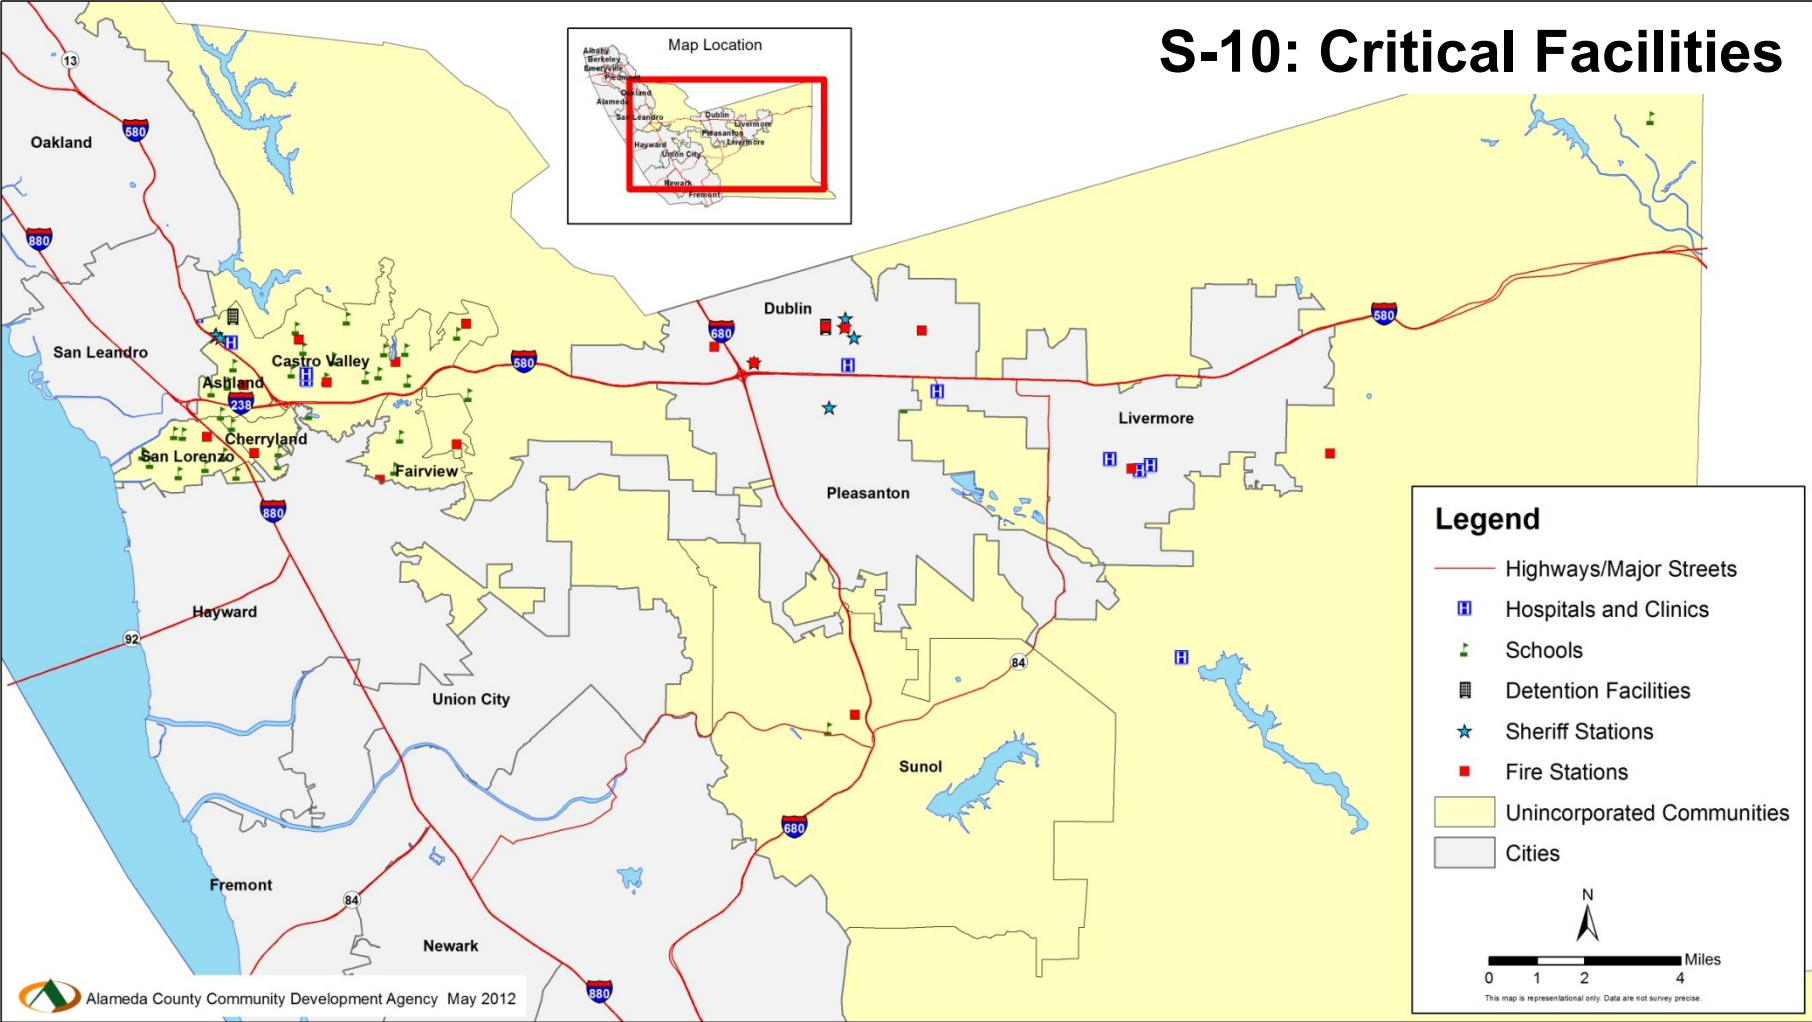 S-10: Critical Facilities
Map Location
Albany
Berkeley
Emeryville
Piedmont
Oakland
Alameda
San Leandro
Dublin
Livermore
Pleasanton
Livermore
Hayward
Union City
Newark
Fremont
13
580
Oakland
880
San Leandro
Dublin
680
580
580
Castro Valley
Ashland
238
Cherryland
San Lorenzo
Fairview
Livermore
Pleasanton
880
Hayward
92
84
Union City
Sunol
680
Fremont
84
Newark
880
Legend
Highways/Major Streets
H Hospitals and Clinics
Schools
Detention Facilities
Sheriff Stations
Fire Stations
Unincorporated Communities
Cities
N
Miles
0 1 2 4
This map is representational only. Data are not survey precise.
Alameda County Community Development Agency May 2012